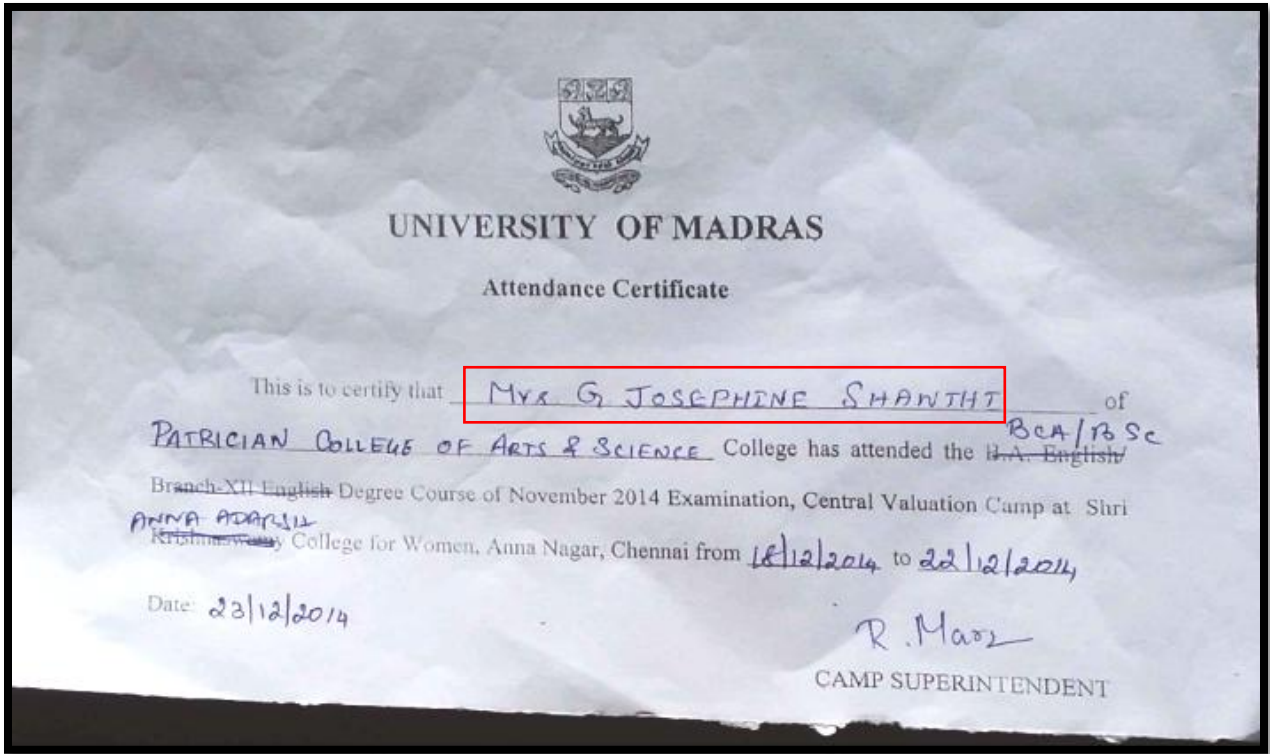 UNIVERSITY OF MADRAS
Attendance Certificate
This is to certify that Mrs G JOSEPHINE SHANTHI of
PATRICIAN COLLEGE OF ARTS & SCIENCE College has attended the B.A. English/ BCA/BSc
Branch-XII English Degree Course of November 2014 Examination, Central Valuation Camp at Shri
ANNA ADARSH
Krishnaswamy College for Women, Anna Nagar, Chennai from 18/12/2014 to 22/12/2014
Date: 23/12/2014
R.
CAMP SUPERINTENDENT